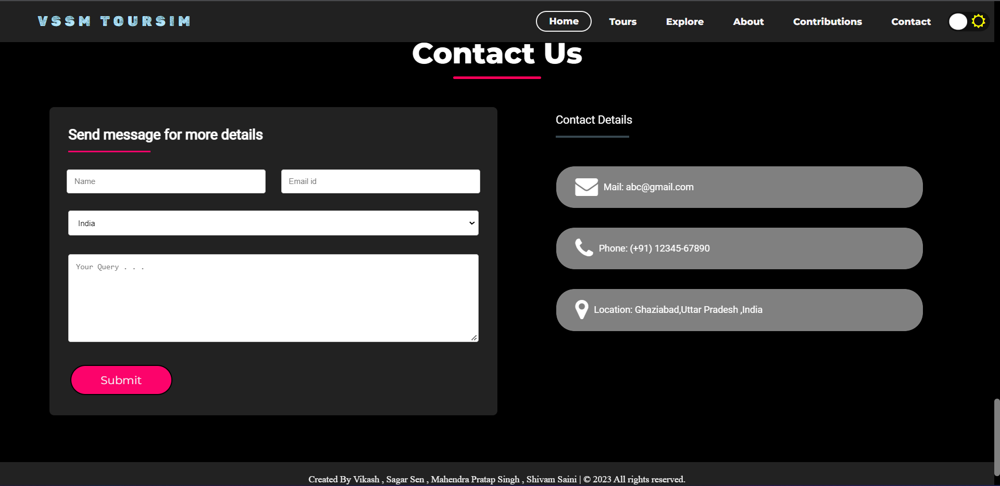 VSSM TOURSIM
Home Tours Explore About Contributions Contact
Contact Us
Send message for more details
Name
Email id
India
Your Query . . .
Submit
Contact Details
Mail: abc@gmail.com
Phone: (+91) 12345-67890
Location: Ghaziabad,Uttar Pradesh ,India
Created By Vikash , Sagar Sen , Mahendra Pratap Singh , Shivam Saini | © 2023 All rights reserved.